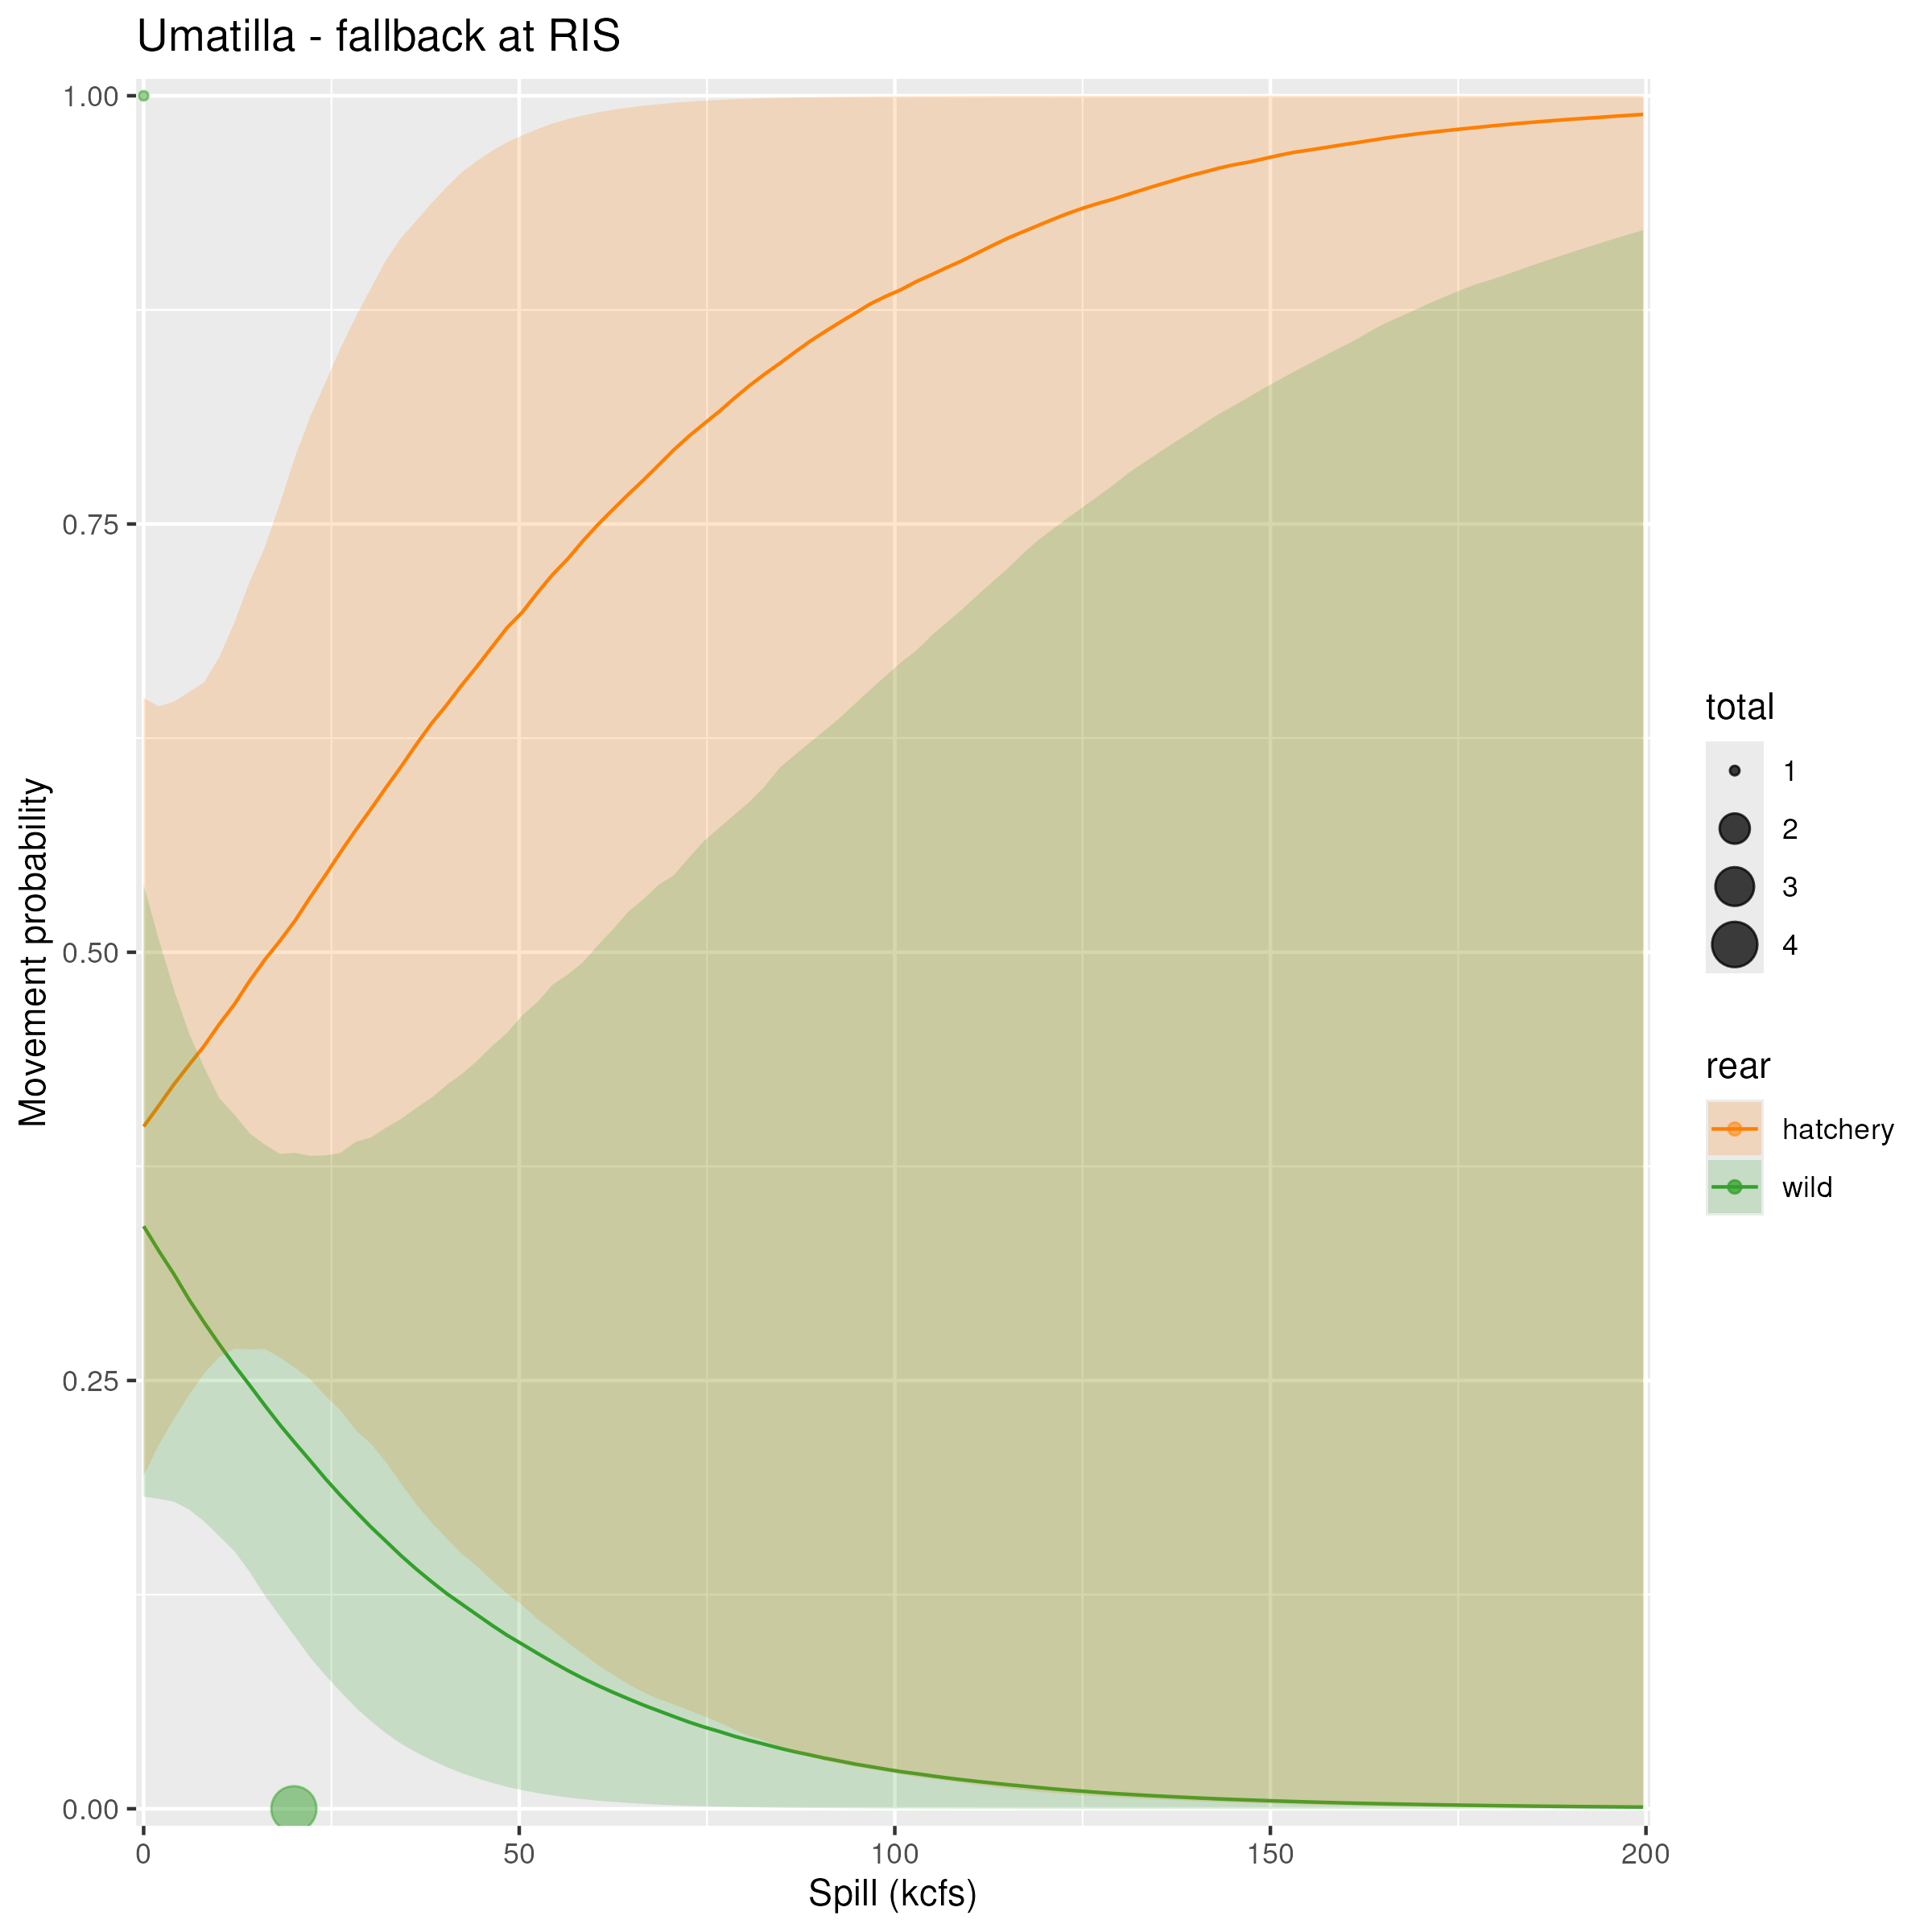 Umatilla - fallback at RIS
1.00
0.75
0.50
0.25
0.00
Movement probability
0
50
100
150
200
Spill (kcfs)
total
1
2
3
4
rear
hatchery
wild